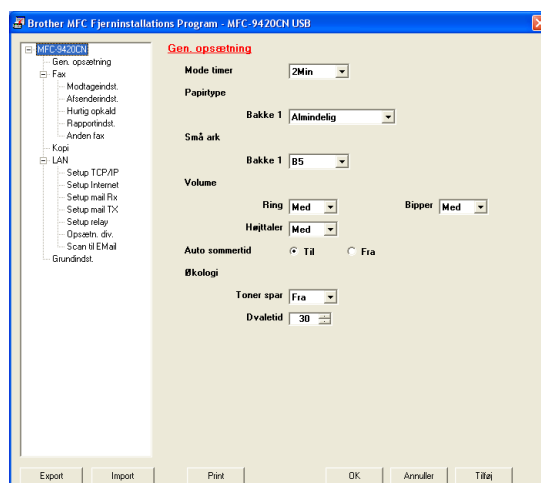 Brother MFC Fjerninstallations Program - MFC-9420CN USB
MFC-9420CN
Gen. opsætning
Fax
Modtageindst.
Afsenderindst.
Hurtig opkald
Rapportindst.
Anden fax
Kopi
LAN
Setup TCP/IP
Setup Internet
Setup mail Rx
Setup mail TX
Setup relay
Opsætn. div.
Scan til EMail
Grundindst.
Gen. opsætning
Mode timer 2Min
Papirtype
Bakke 1 Almindelig
Små ark
Bakke 1 B5
Volume
Ring Med Bipper Med
Højttaler Med
Auto sommertid Til Fra
Økologi
Toner spar Fra
Dvaletid 30
Export Import Print OK Annuller Tilføj